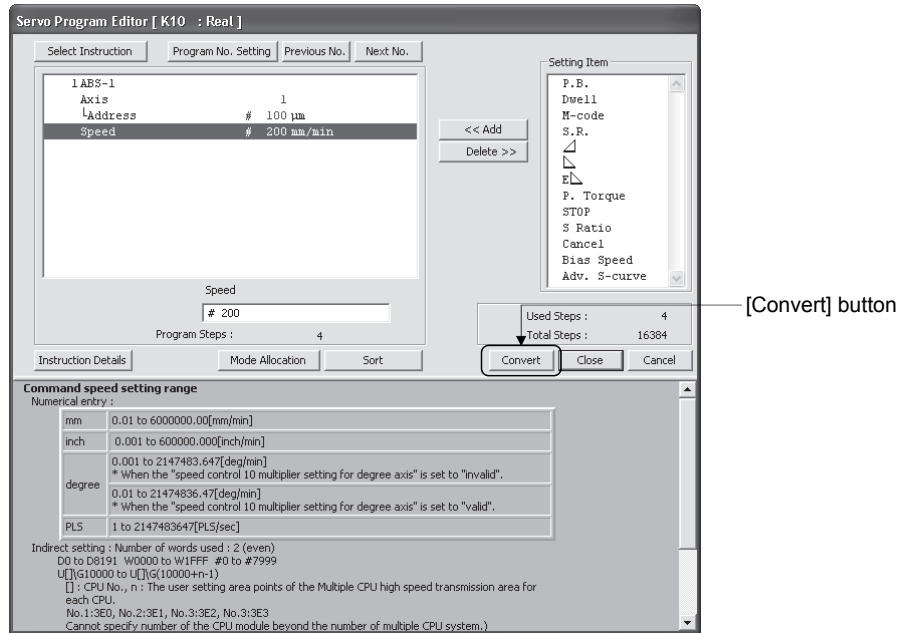 Servo Program Editor [ K10 : Real ]
Select Instruction Program No. Setting Previous No. Next No.
Setting Item
1 ABS-1
Axis 1
Address # 100 µm
Speed # 200 mm/min
<< Add
Delete >>
P.B.
Dwell
M-code
S.R.
E
P. Torque
STOP
S Ratio
Cancel
Bias Speed
Adv. S-curve
Speed
# 200
Program Steps : 4
Used Steps : 4
Total Steps : 16384
[Convert] button
Instruction Details Mode Allocation Sort Convert Close Cancel
Command speed setting range
Numerical entry :
mm 0.01 to 6000000.00[mm/min]
inch 0.001 to 600000.000[inch/min]
degree 0.001 to 2147483.647[deg/min]
* When the "speed control 10 multiplier setting for degree axis" is set to "invalid".
0.01 to 21474836.47[deg/min]
* When the "speed control 10 multiplier setting for degree axis" is set to "valid".
PLS 1 to 2147483647[PLS/sec]
Indirect setting : Number of words used : 2 (even)
D0 to D8191 W0000 to W1FFF #0 to #7999
U[]\G10000 to U[]\G(10000+n-1)
[] : CPU No., n : The user setting area points of the Multiple CPU high speed transmission area for
each CPU.
No.1:3E0, No.2:3E1, No.3:3E2, No.3:3E3
Cannot specify number of the CPU module beyond the number of multiple CPU system.)